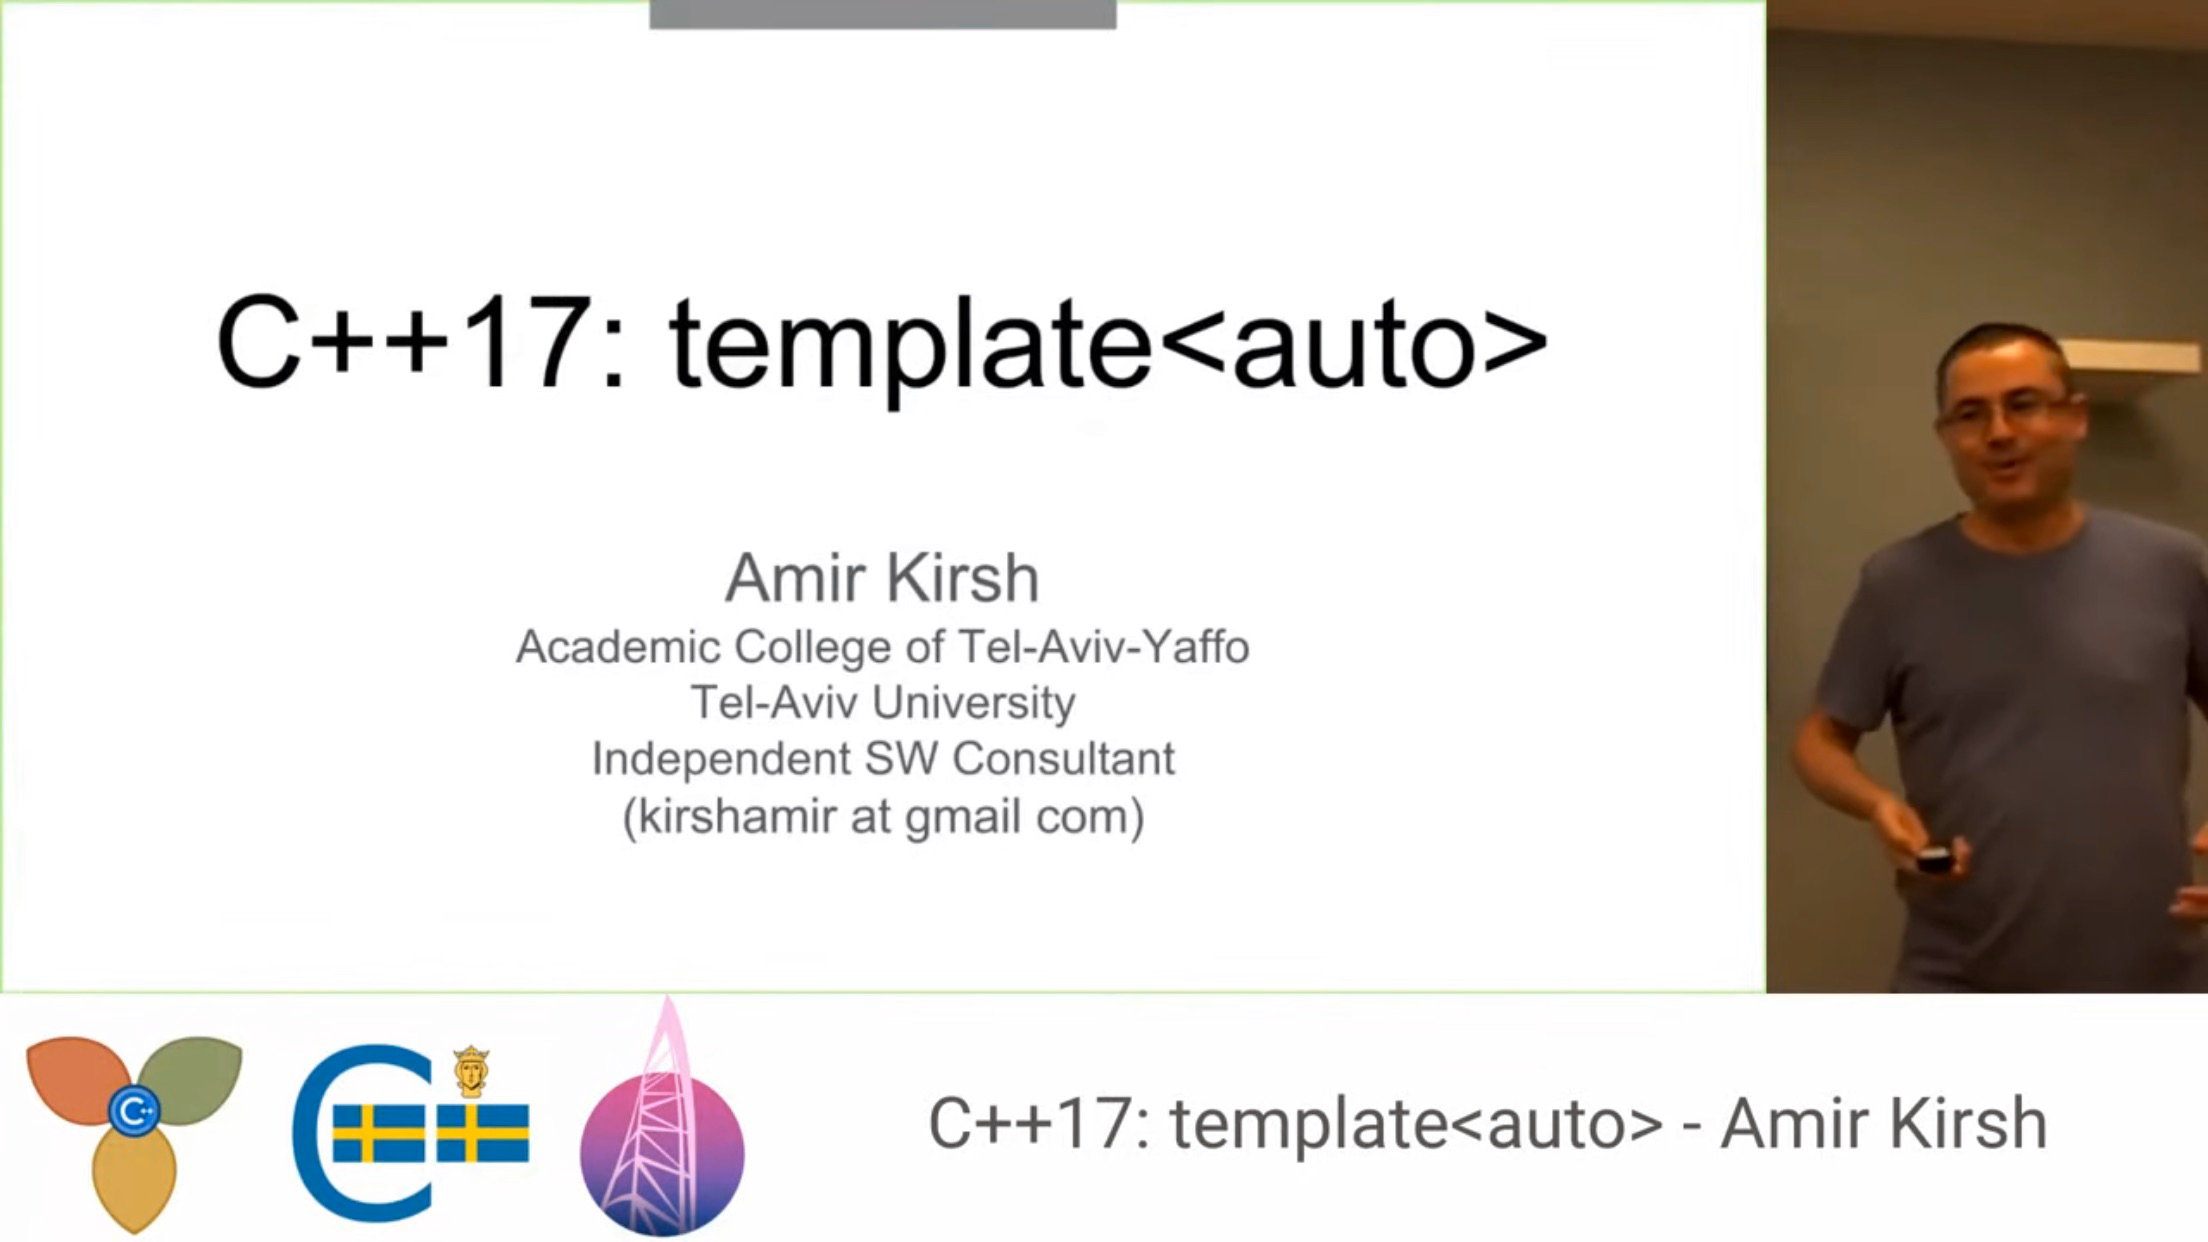 C++17: template<auto>
Amir Kirsh
Academic College of Tel-Aviv-Yaffo
Tel-Aviv University
Independent SW Consultant
(kirshamir at gmail com)
C++
C
C++17: template<auto> - Amir Kirsh